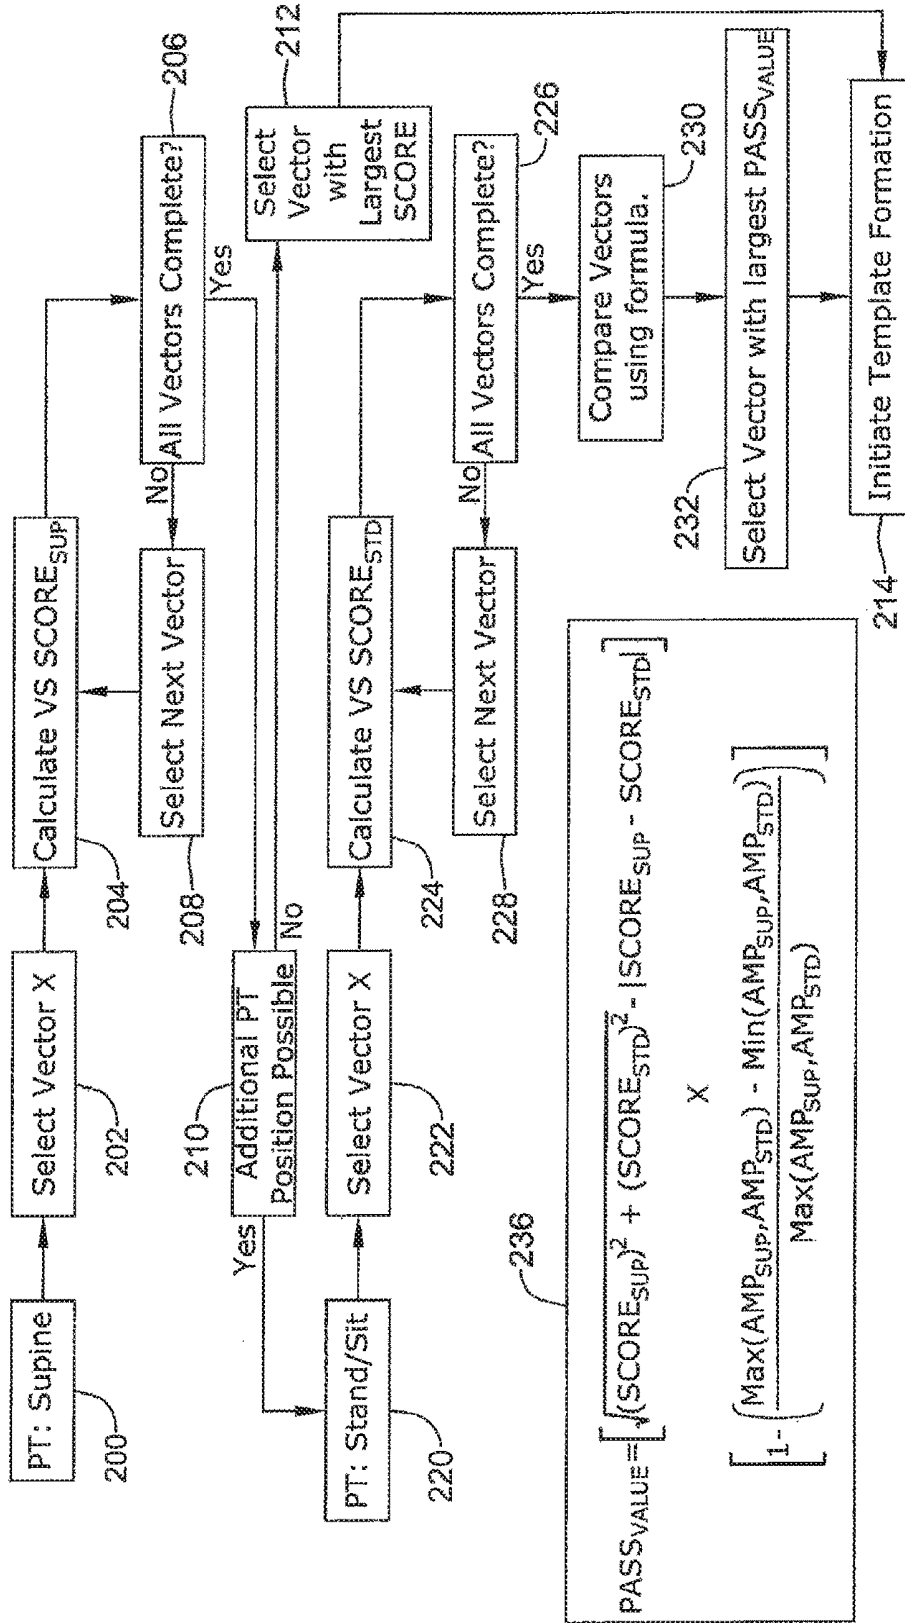 PT: Supine
200
Select Vector X
202
Calculate VS SCORE_SUP
204
All Vectors Complete?
206
No
Yes
Select Next Vector
208
Additional PT
Position Possible
210
Yes
No
Select
Vector
with
Largest
SCORE
212
PT: Stand/Sit
220
Select Vector X
222
Calculate VS SCORE_STD
224
All Vectors Complete?
226
No
Yes
Select Next Vector
228
Compare Vectors
using formula.
230
Select Vector with largest PASS_VALUE
232
Initiate Template Formation
214
236
PASS_VALUE = [√(SCORE_SUP)² + (SCORE_STD)² - |SCORE_SUP - SCORE_STD|]
X
[1 - (Max(AMP_SUP,AMP_STD) - Min(AMP_SUP,AMP_STD)
Max(AMP_SUP,AMP_STD))]